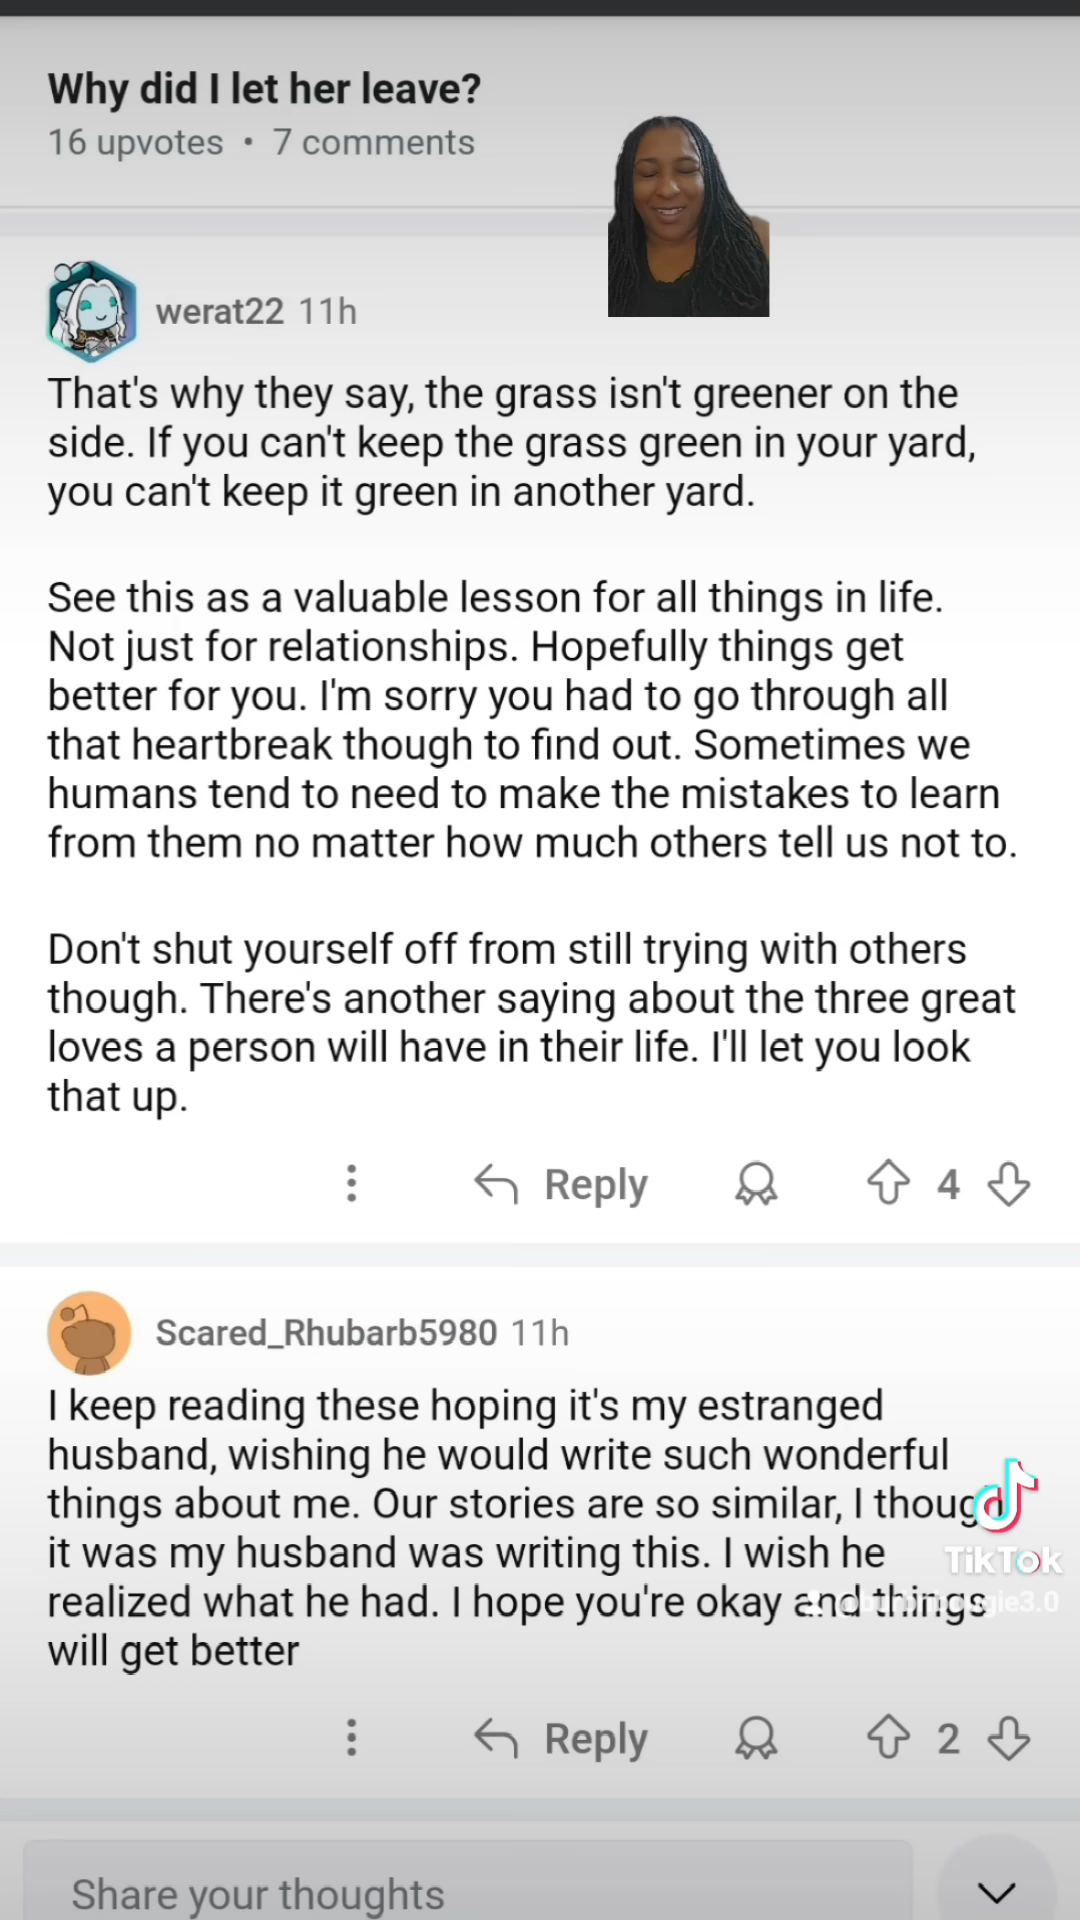 Why did I let her leave?
16 upvotes • 7 comments
werat22 11h
That's why they say, the grass isn't greener on the
side. If you can't keep the grass green in your yard,
you can't keep it green in another yard.
See this as a valuable lesson for all things in life.
Not just for relationships. Hopefully things get
better for you. I'm sorry you had to go through all
that heartbreak though to find out. Sometimes we
humans tend to need to make the mistakes to learn
from them no matter how much others tell us not to.
Don't shut yourself off from still trying with others
though. There's another saying about the three great
loves a person will have in their life. I'll let you look
that up.
Reply 4
Scared_Rhubarb5980 11h
I keep reading these hoping it's my estranged
husband, wishing he would write such wonderful
things about me. Our stories are so similar, I though
it was my husband was writing this. I wish he
TikTok
realized what he had. I hope you're okay and things
will get better
Reply 2
Share your thoughts